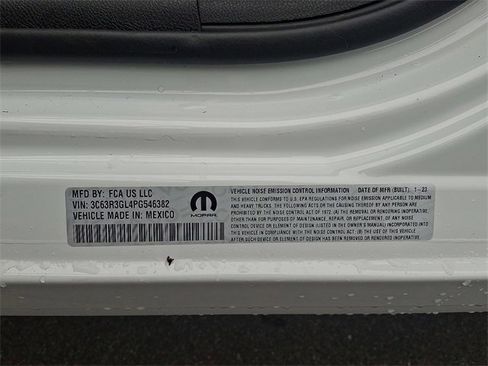 MFD BY: FCA US LLC
VIN: 3C63R3GL4PG546382
VEHICLE MADE IN: MEXICO
MOPAR
VEHICLE NOISE EMISSION CONTROL INFORMATION DATE OF MFR (BUILT) 1-23
THIS VEHICLE CONFORMS TO U.S. EPA REGULATIONS FOR NOISE EMISSION APPLICABLE TO MEDIUM
AND HEAVY TRUCKS. THE FOLLOWING ACTS OR THE CAUSING THEREOF BY ANY PERSON ARE
PROHIBITED BY THE NOISE CONTROL ACT OF 1972: (A) THE REMOVAL OR RENDERING
INOPERATIVE, OTHER THAN FOR PURPOSES OF MAINTENANCE, REPAIR, OR REPLACEMENT, OF ANY
DEVICE OR ELEMENT OF DESIGN (LISTED IN THE OWNER'S MANUAL) INCORPORATED INTO
THIS VEHICLE IN COMPLIANCE WITH THE NOISE CONTROL ACT: (B) THE USE OF THIS VEHICLE AFTER
SUCH DEVICE OR ELEMENT OF DESIGN HAS BEEN REMOVED OR RENDERED INOPERATIVE.